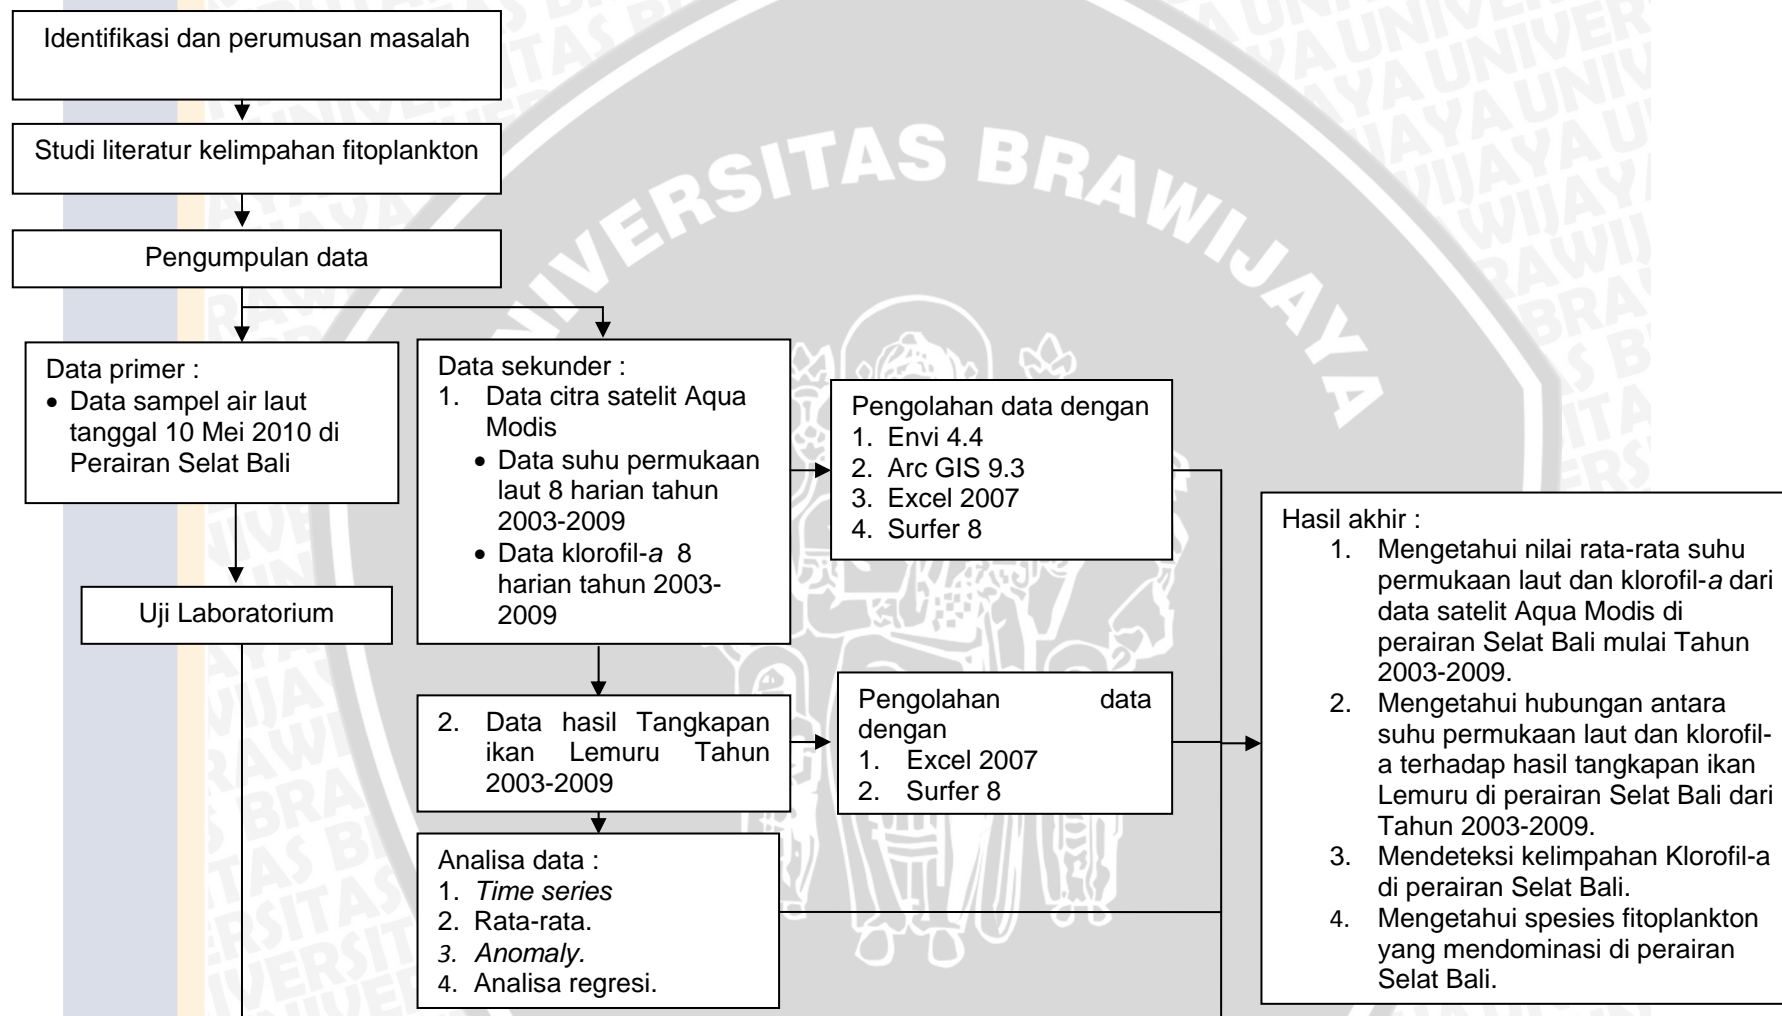 Identifikasi dan perumusan masalah
Studi literatur kelimpahan fitoplankton
Pengumpulan data
Data primer :
• Data sampel air laut
tanggal 10 Mei 2010 di
Perairan Selat Bali
Uji Laboratorium
Data sekunder :
1. Data citra satelit Aqua
Modis
• Data suhu permukaan
laut 8 harian tahun
2003-2009
• Data klorofil-a 8
harian tahun 2003-
2009
2. Data hasil Tangkapan
ikan Lemuru Tahun
2003-2009
Analisa data :
1. Time series
2. Rata-rata.
3. Anomaly.
4. Analisa regresi.
Pengolahan data dengan
1. Envi 4.4
2. Arc GIS 9.3
3. Excel 2007
4. Surfer 8
Pengolahan data
dengan
1. Excel 2007
2. Surfer 8
Hasil akhir :
1. Mengetahui nilai rata-rata suhu
permukaan laut dan klorofil-a dari
data satelit Aqua Modis di
perairan Selat Bali mulai Tahun
2003-2009.
2. Mengetahui hubungan antara
suhu permukaan laut dan klorofil-
a terhadap hasil tangkapan ikan
Lemuru di perairan Selat Bali dari
Tahun 2003-2009.
3. Mendeteksi kelimpahan Klorofil-a
di perairan Selat Bali.
4. Mengetahui spesies fitoplankton
yang mendominasi di perairan
Selat Bali.
UNIVERSITAS BRAWIJAYA